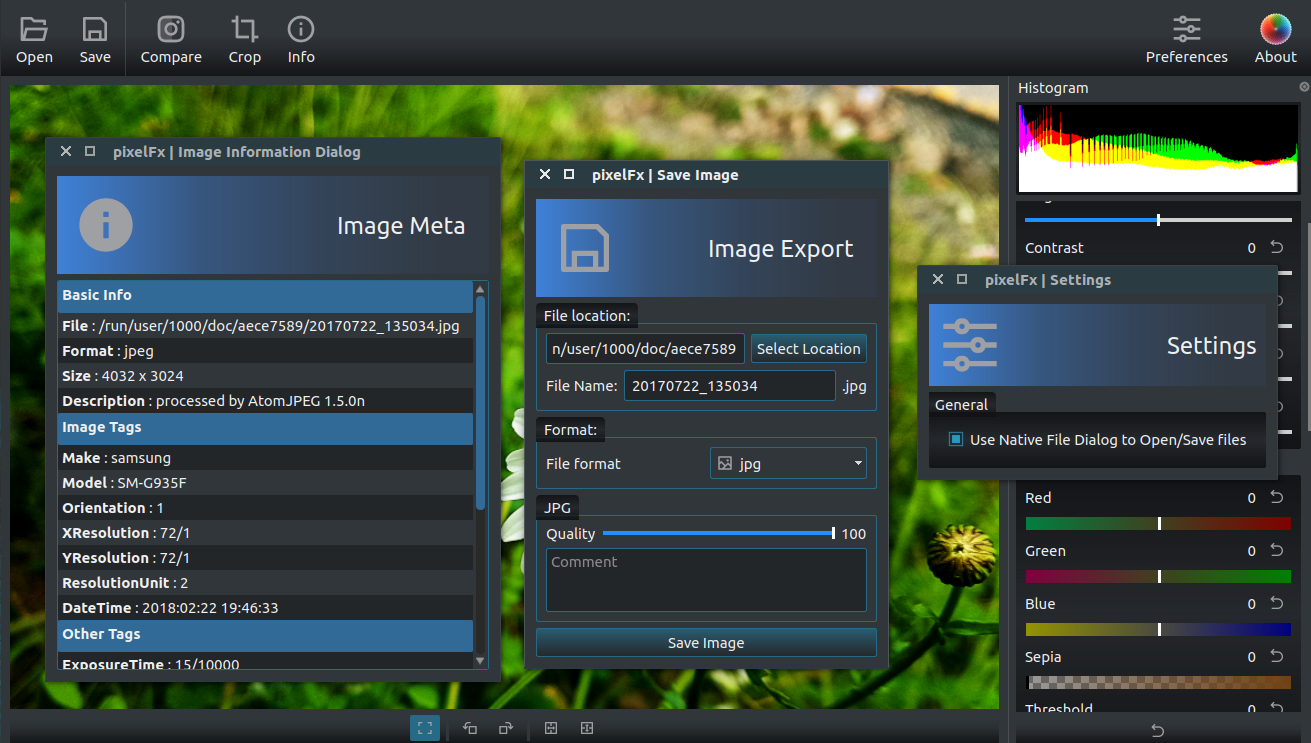 Open
Save
Compare
Crop
Info
Preferences
About
pixelFx | Image Information Dialog
Image Meta
Basic Info
File : /run/user/1000/doc/aece7589/20170722_135034.jpg
Format : jpeg
Size : 4032 x 3024
Description : processed by AtomJPEG 1.5.0n
Image Tags
Make : samsung
Model : SM-G935F
Orientation : 1
XResolution : 72/1
YResolution : 72/1
ResolutionUnit : 2
DateTime : 2018:02:22 19:46:33
Other Tags
ExposureTime : 15/10000
pixelFx | Save Image
Image Export
File location:
n/user/1000/doc/aece7589
Select Location
File Name:
20170722_135034
.jpg
Format:
File format
jpg
JPG
Quality
100
Comment
Save Image
Histogram
Contrast
0
pixelFx | Settings
Settings
General
Use Native File Dialog to Open/Save files
Red
0
Green
0
Blue
0
Sepia
0
Threshold
0